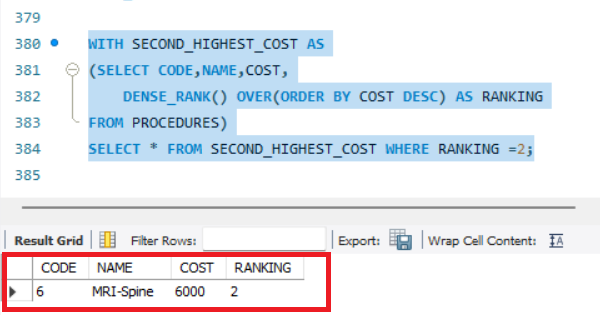 379
380 WITH SECOND_HIGHEST_COST AS
381 (SELECT CODE,NAME,COST,
382 DENSE_RANK() OVER(ORDER BY COST DESC) AS RANKING
383 FROM PROCEDURES)
384 SELECT * FROM SECOND_HIGHEST_COST WHERE RANKING =2;
385
Result Grid Filter Rows: Export: Wrap Cell Content: IA
CODE NAME COST RANKING
6 MRI-Spine 6000 2